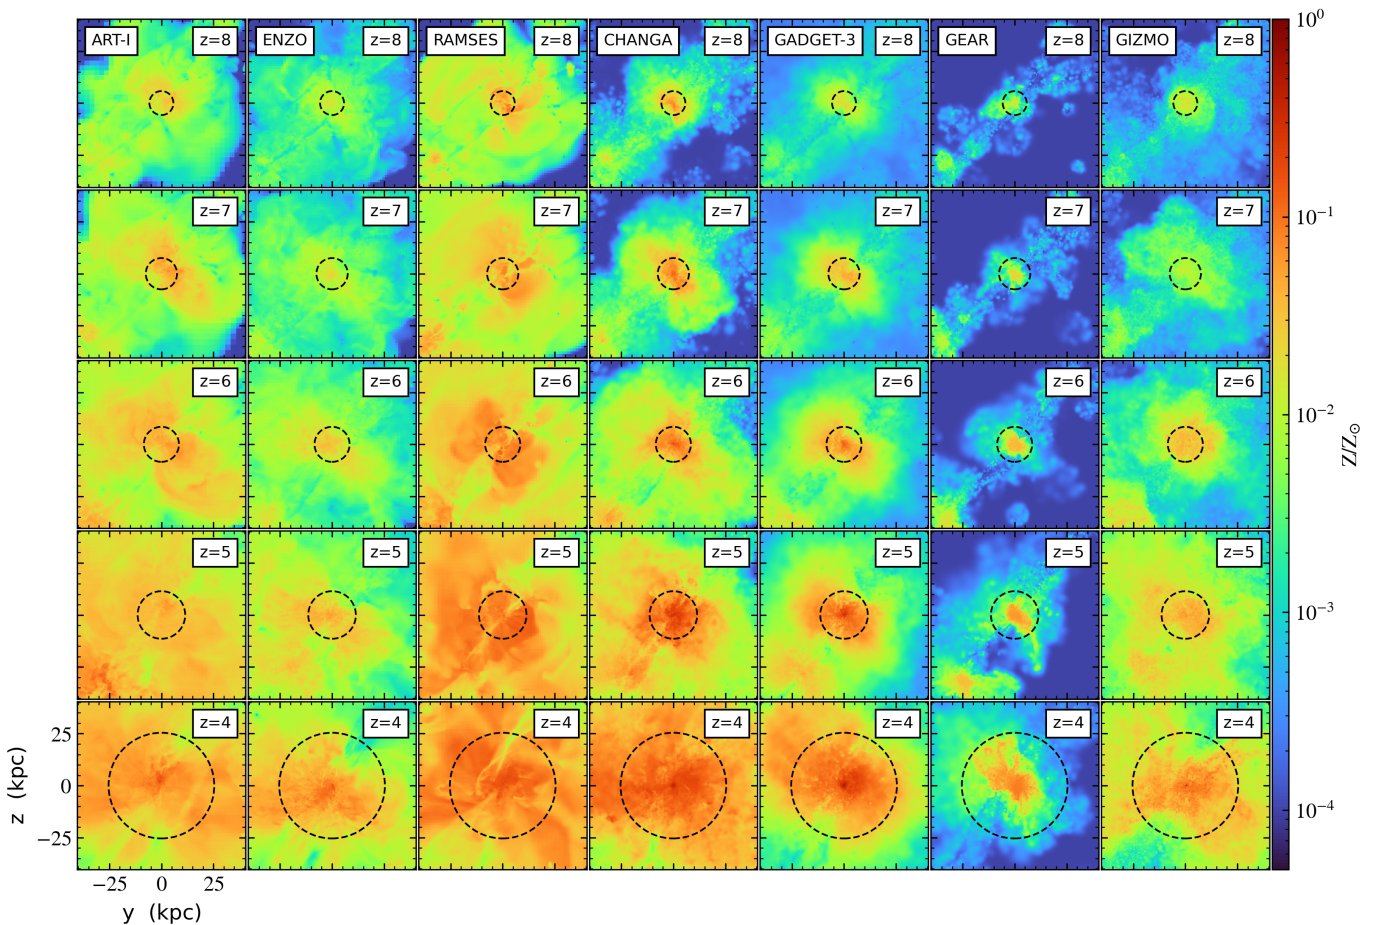 ART-I z=8 ENZO z=8 RAMSES z=8 CHANGA z=8 GADGET-3 z=8 GEAR z=8 GIZMO z=8
z=7 z=7 z=7 z=7 z=7 z=7 z=7
z=6 z=6 z=6 z=6 z=6 z=6 z=6
z=5 z=5 z=5 z=5 z=5 z=5 z=5
z=4 z=4 z=4 z=4 z=4 z=4 z=4
25
0
−25
z (kpc)
−25 0 25
y (kpc)
10⁰
10⁻¹
10⁻²
10⁻³
10⁻⁴
Z/Z⊙